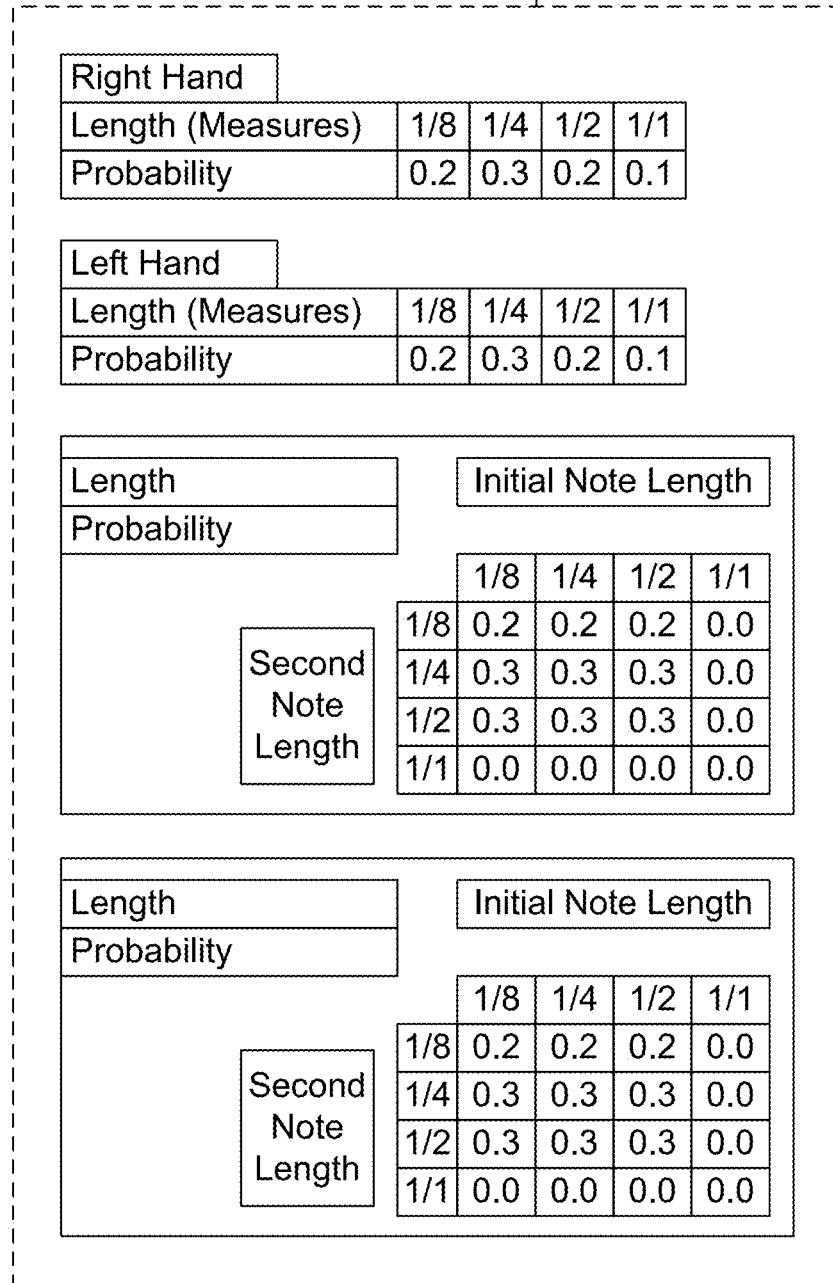 Right Hand
Length (Measures) 1/8 1/4 1/2 1/1
Probability 0.2 0.3 0.2 0.1
Left Hand
Length (Measures) 1/8 1/4 1/2 1/1
Probability 0.2 0.3 0.2 0.1
Length Initial Note Length
Probability
1/8 1/4 1/2 1/1
Second Note Length
1/8 0.2 0.2 0.2 0.0
1/4 0.3 0.3 0.3 0.0
1/2 0.3 0.3 0.3 0.0
1/1 0.0 0.0 0.0 0.0
Length Initial Note Length
Probability
1/8 1/4 1/2 1/1
Second Note Length
1/8 0.2 0.2 0.2 0.0
1/4 0.3 0.3 0.3 0.0
1/2 0.3 0.3 0.3 0.0
1/1 0.0 0.0 0.0 0.0